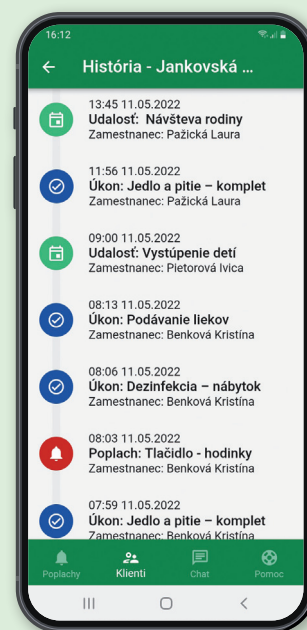 16:12
História - Jankovská ...
13:45 11.05.2022
Udalosť: Návšteva rodiny
Zamestnanec: Pažická Laura
11:56 11.05.2022
Úkon: Jedlo a pitie – komplet
Zamestnanec: Pažická Laura
09:00 11.05.2022
Udalosť: Vystúpenie detí
Zamestnanec: Pietorová Ivica
08:13 11.05.2022
Úkon: Podávanie liekov
Zamestnanec: Benková Kristína
08:06 11.05.2022
Úkon: Dezinfekcia – nábytok
Zamestnanec: Benková Kristína
08:03 11.05.2022
Poplach: Tlačidlo - hodinky
Zamestnanec: Benková Kristína
07:59 11.05.2022
Úkon: Jedlo a pitie – komplet
Zamestnanec: Benková Kristína
Poplachy Klienti Chat Pomoc